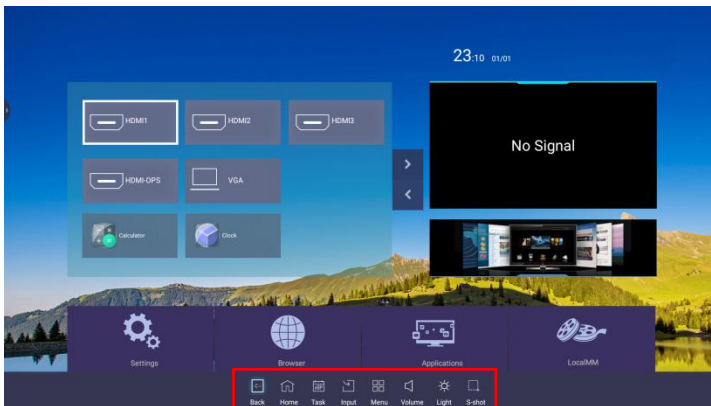 23:10 01/01
HDMI1
HDMI2
HDMI3
No Signal
HDMI-OPS
VGA
Calculator
Clock
Settings
Browser
Applications
LocalMM
Back
Home
Task
Input
Menu
Volume
Light
S-shot